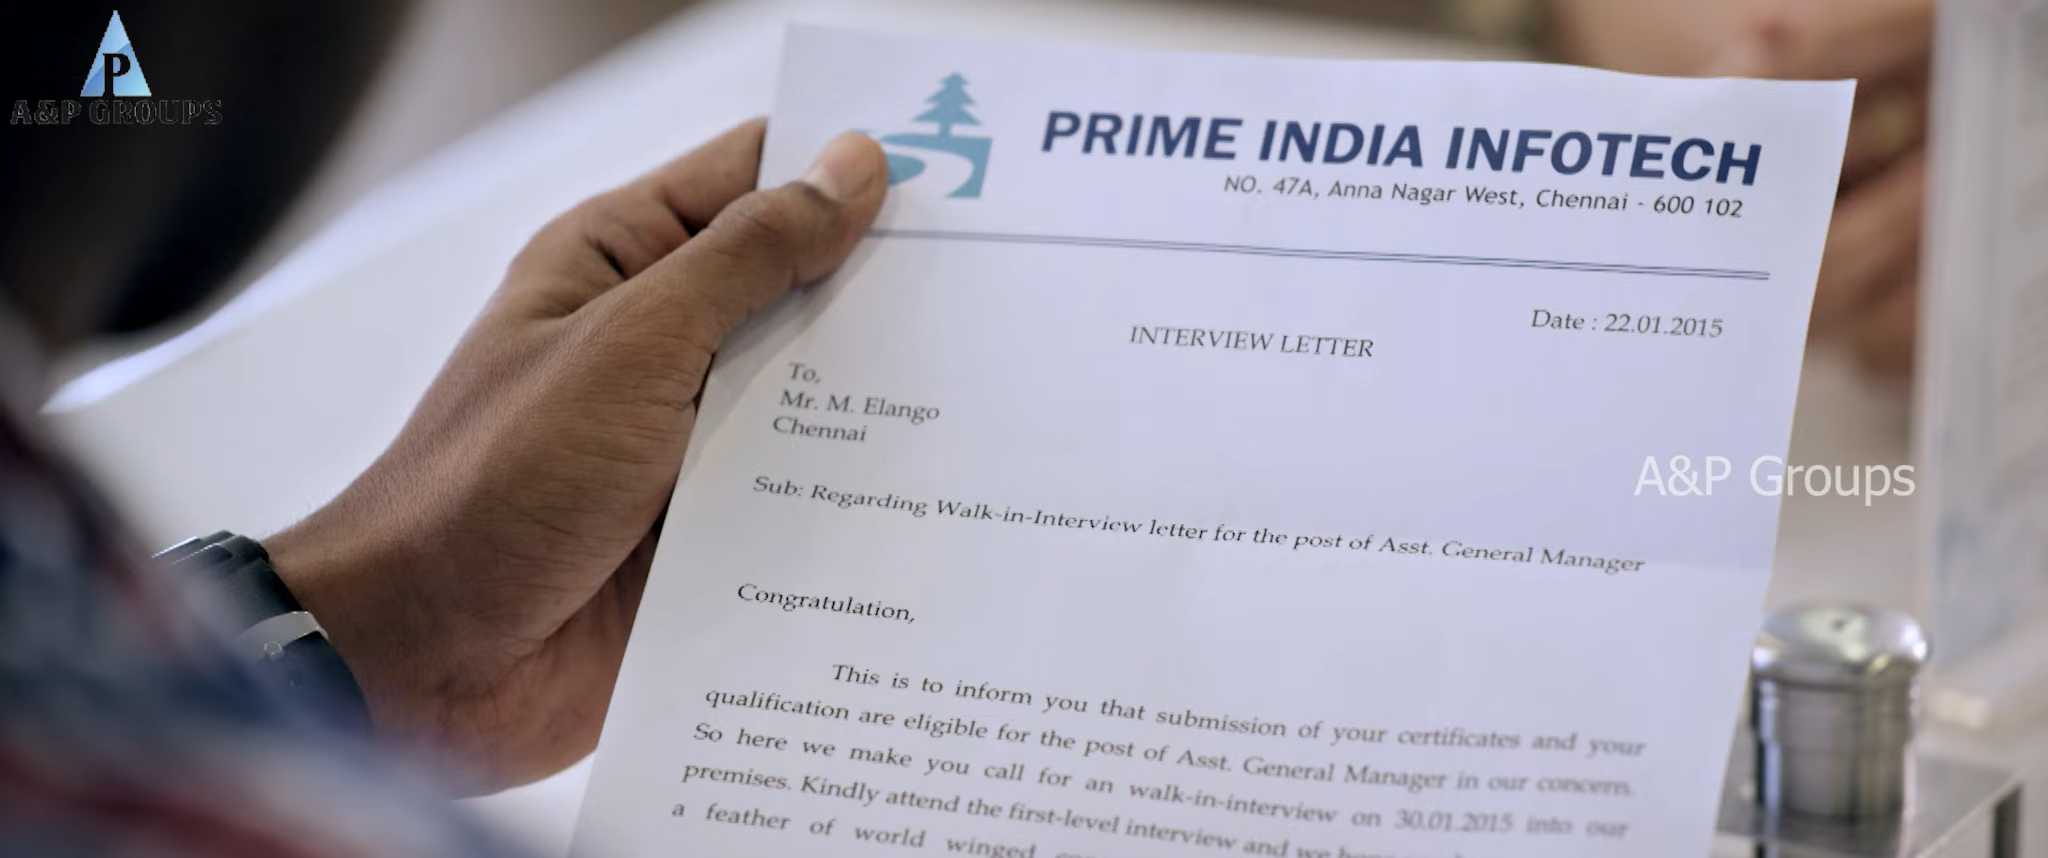 P
A&P GROUPS
PRIME INDIA INFOTECH
NO. 47A, Anna Nagar West, Chennai - 600 102
Date : 22.01.2015
INTERVIEW LETTER
To,
Mr. M. Elango
Chennai
A&P Groups
Sub: Regarding Walk-in-Interview letter for the post of Asst. General Manager
Congratulation,
This is to inform you that submission of your certificates and your
qualification are eligible for the post of Asst. General Manager in our concern.
So here we make you call for an walk-in-interview on 30.01.2015 into our
premises. Kindly attend the first-level interview and we
a feather of world winged